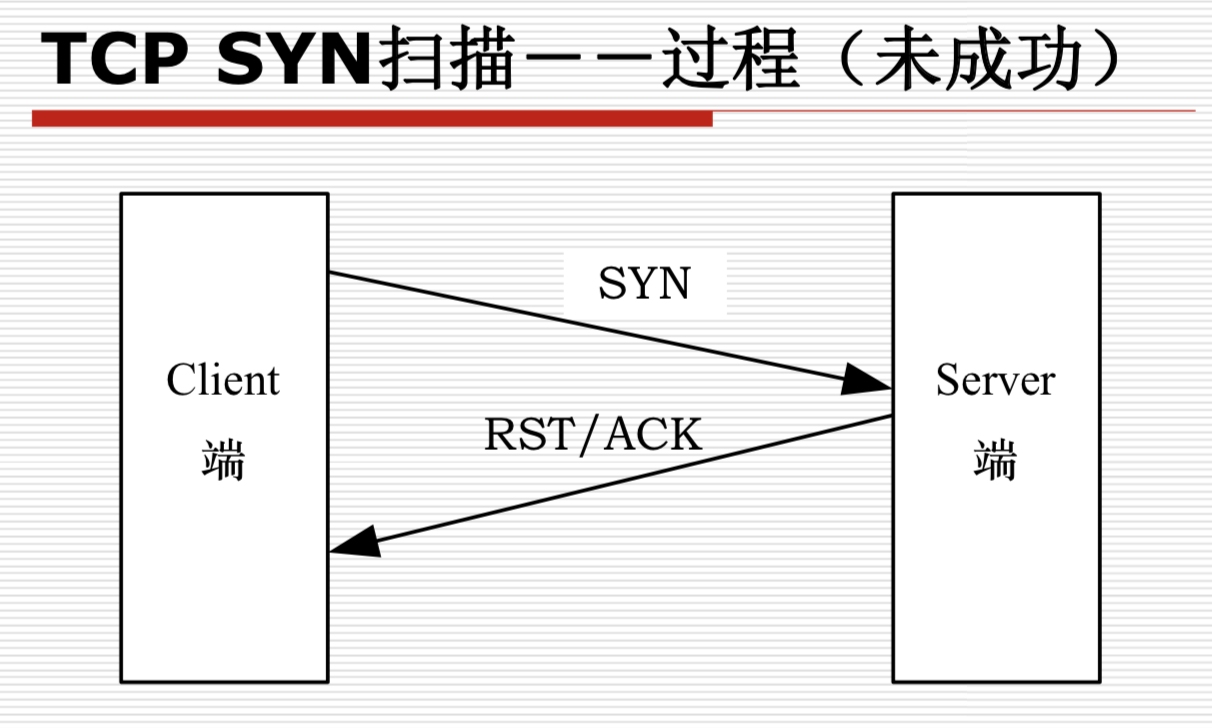 TCP SYN扫描－－过程（未成功）
SYN
Client
端
Server
端
RST/ACK